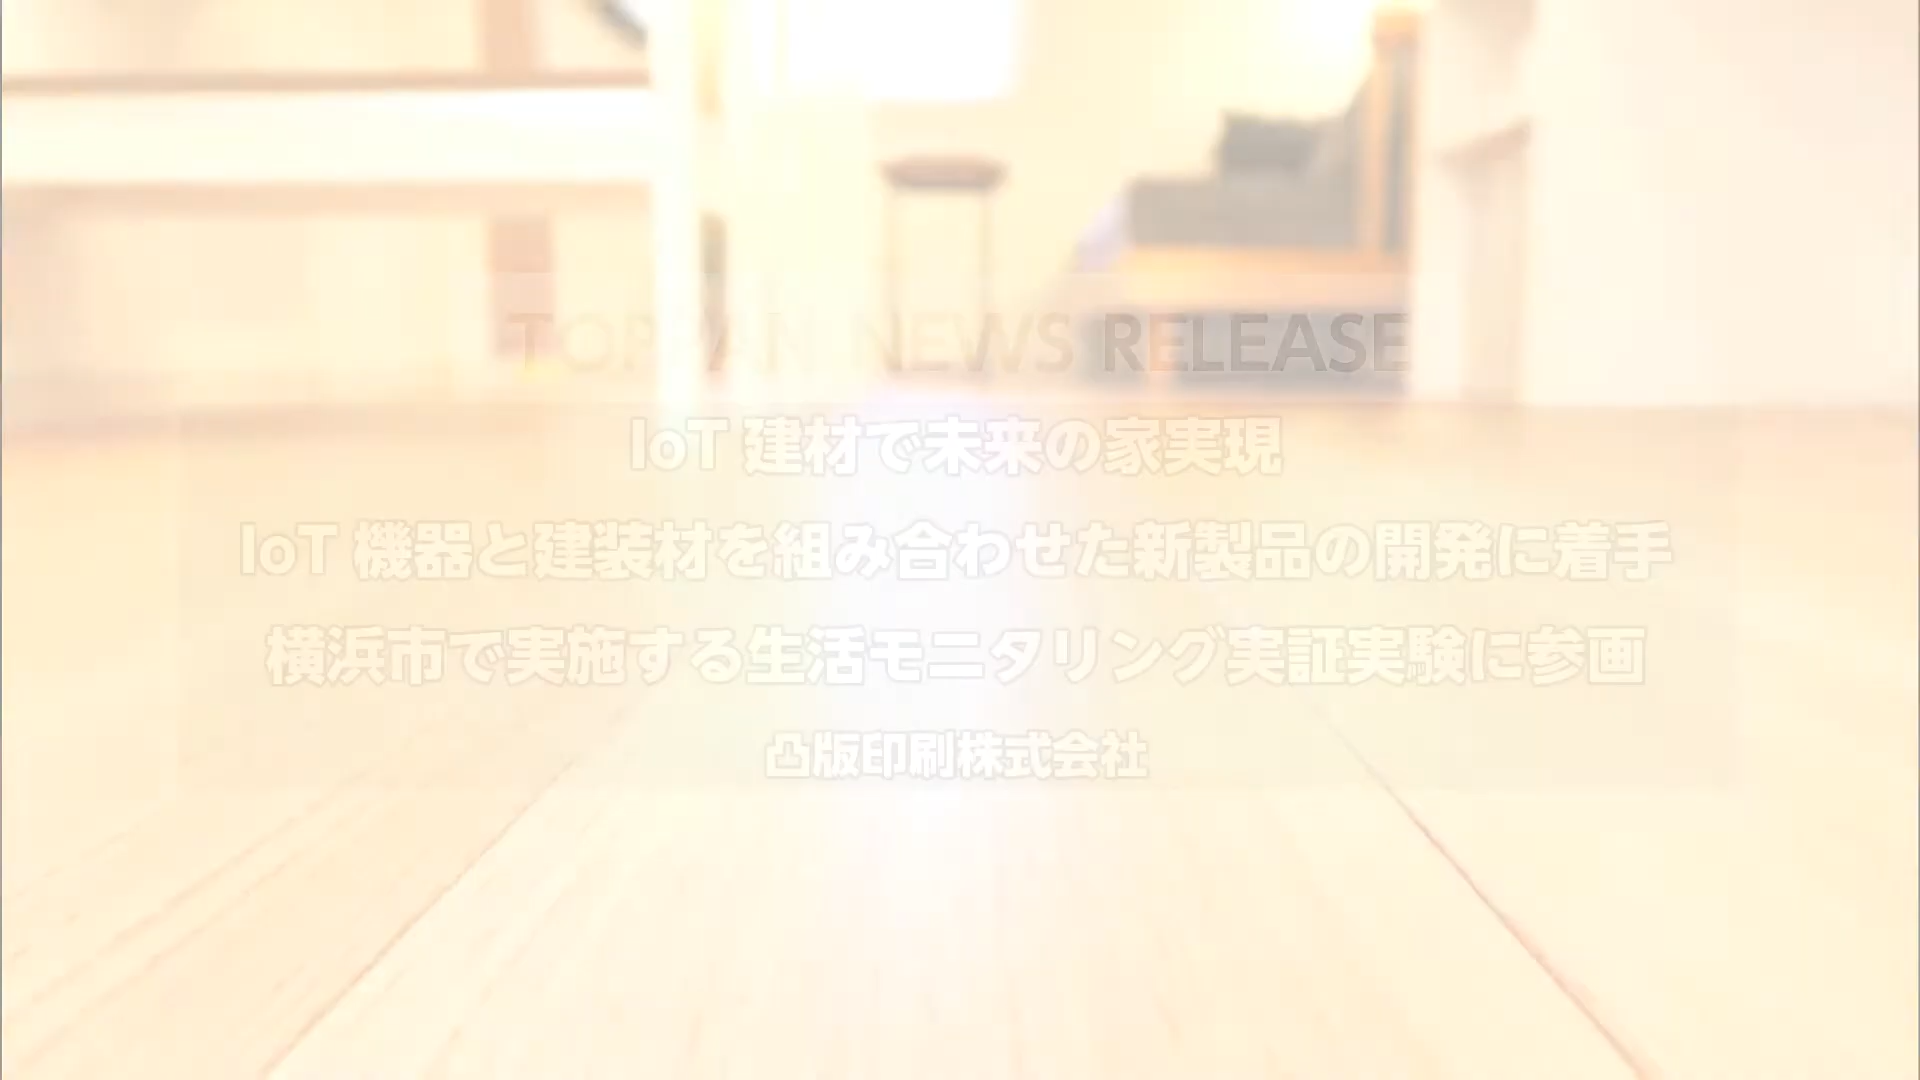 TOPPAN NEWS RELEASE
IoT 建材で未来の家実現
IoT 機器と建装材を組み合わせた新製品の開発に着手
横浜市で実施する生活モニタリング実証実験に参画
凸版印刷株式会社